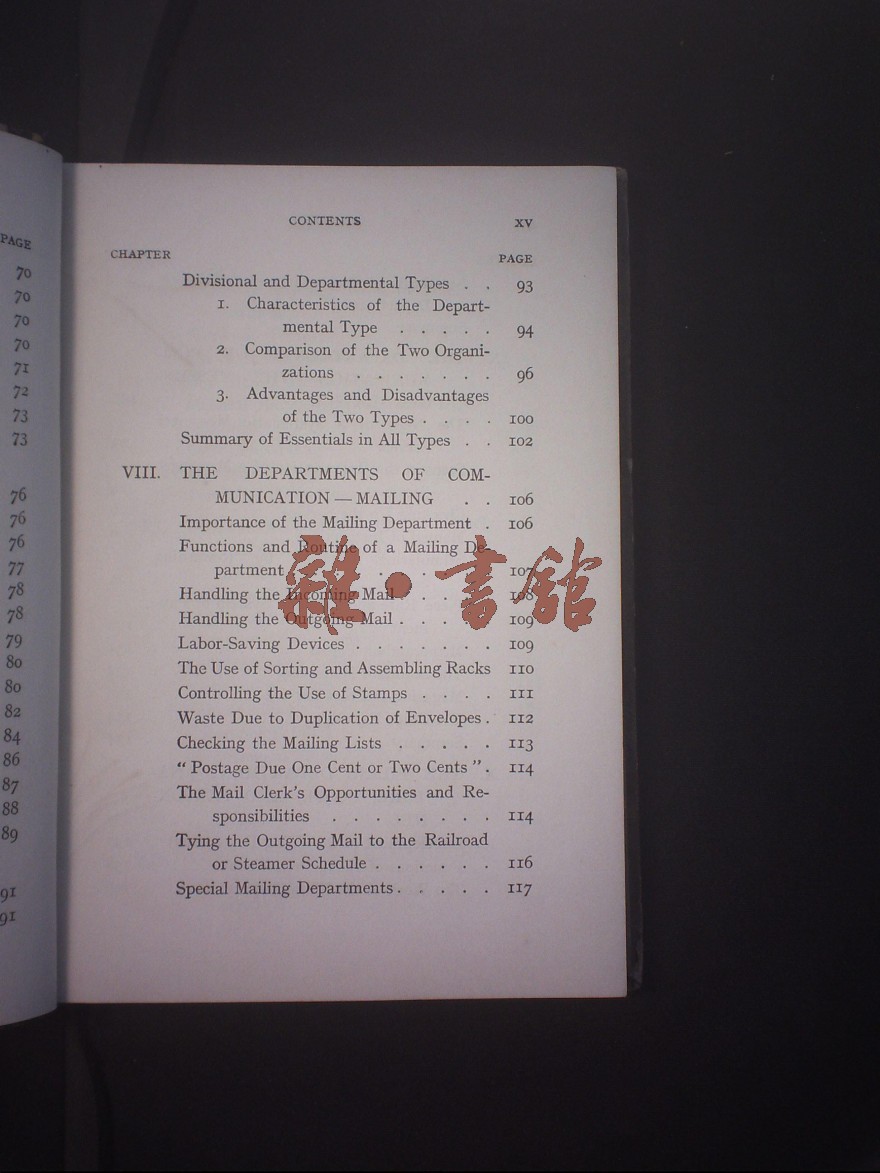 PAGE
70
70
70
70
71
72
73
73
76
76
76
77
78
78
79
80
80
82
84
86
87
88
89
91
91
CONTENTS xv
CHAPTER PAGE
Divisional and Departmental Types . . 93
1. Characteristics of the Depart-
mental Type . . . . . 94
2. Comparison of the Two Organi-
zations . . . . . . . 96
3. Advantages and Disadvantages
of the Two Types . . . . 100
Summary of Essentials in All Types . . 102
VIII. THE DEPARTMENTS OF COM-
MUNICATION — MAILING . . 106
Importance of the Mailing Department . 106
Functions and Routine of a Mailing De-
partment . . . . . . . 107
Handling the Incoming Mail . . . . 108
Handling the Outgoing Mail . . . . 109
Labor-Saving Devices . . . . . . . 109
The Use of Sorting and Assembling Racks 110
Controlling the Use of Stamps . . . . 111
Waste Due to Duplication of Envelopes . 112
Checking the Mailing Lists . . . . . 113
“ Postage Due One Cent or Two Cents ” . 114
The Mail Clerk's Opportunities and Re-
sponsibilities . . . . . . . . 114
Tying the Outgoing Mail to the Railroad
or Steamer Schedule . . . . . . 116
Special Mailing Departments . . . . . 117
雜·書館